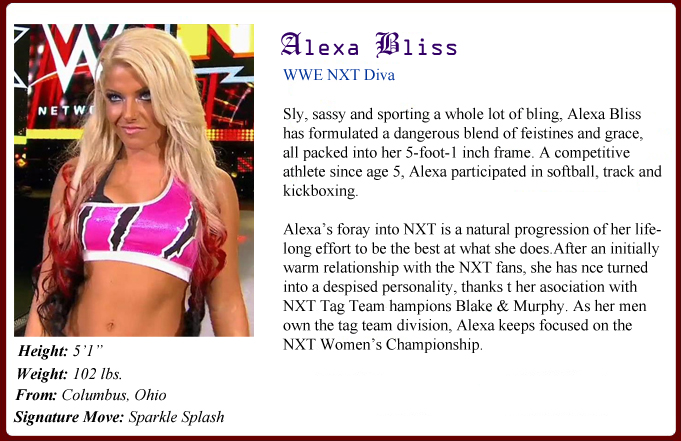 NETW
Alexa Bliss
WWE NXT Diva
Sly, sassy and sporting a whole lot of bling, Alexa Bliss
has formulated a dangerous blend of feistines and grace,
all packed into her 5-foot-1 inch frame. A competitive
athlete since age 5, Alexa participated in softball, track and
kickboxing.
Alexa’s foray into NXT is a natural progression of her life-
long effort to be the best at what she does.After an initially
warm relationship with the NXT fans, she has nce turned
into a despised personality, thanks t her asociation with
NXT Tag Team hampions Blake & Murphy. As her men
own the tag team division, Alexa keeps focused on the
NXT Women’s Championship.
Height: 5’1”
Weight: 102 lbs.
From: Columbus, Ohio
Signature Move: Sparkle Splash